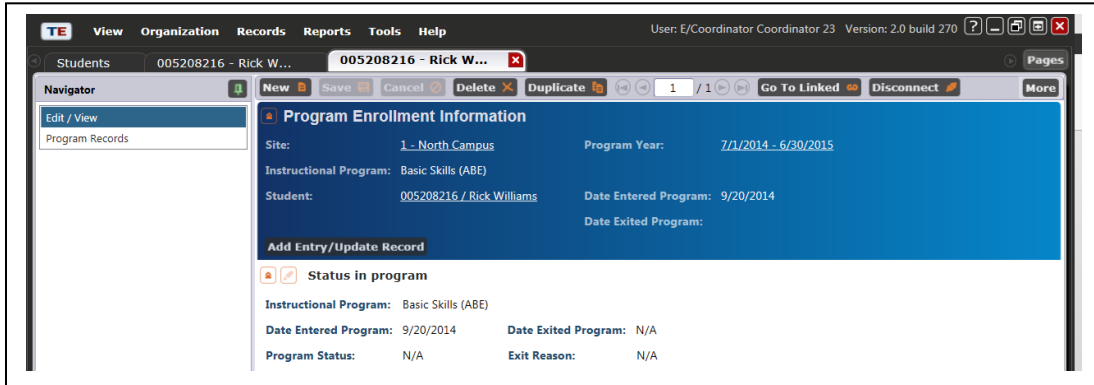 TE View Organization Records Reports Tools Help User: E/Coordinator Coordinator 23 Version: 2.0 build 270 ?
Students 005208216 - Rick W... 005208216 - Rick W... Pages
Navigator New Save Cancel Delete Duplicate 1 / 1 Go To Linked Disconnect More
Edit / View
Program Records
Program Enrollment Information
Site: 1 - North Campus Program Year: 7/1/2014 - 6/30/2015
Instructional Program: Basic Skills (ABE)
Student: 005208216 / Rick Williams Date Entered Program: 9/20/2014
Date Exited Program:
Add Entry/Update Record
Status in program
Instructional Program: Basic Skills (ABE)
Date Entered Program: 9/20/2014 Date Exited Program: N/A
Program Status: N/A Exit Reason: N/A